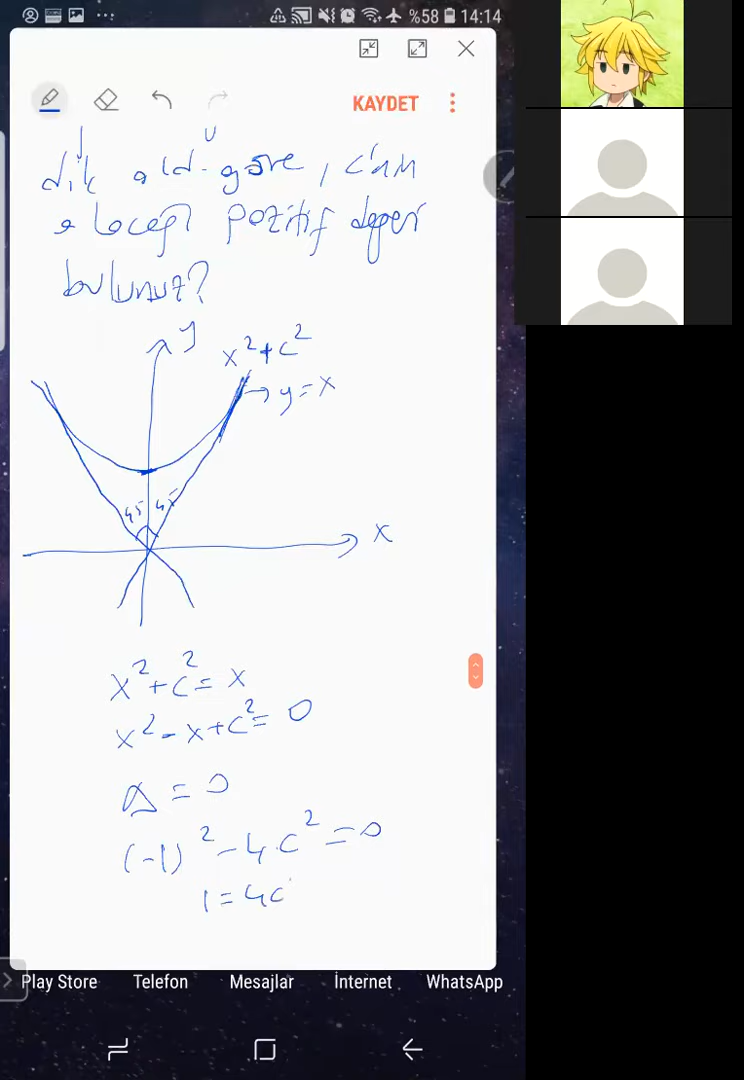 %58 14:14
KAYDET
dik old. göre, c'nin
alacağı pozitif değeri
bulunuz?
y
x²+c²
→ y=x
45 45
x
x²+c²=x
x²-x+c²=0
Δ=0
(-1)²-4.c²=0
1=4c
Play Store Telefon Mesajlar İnternet WhatsApp